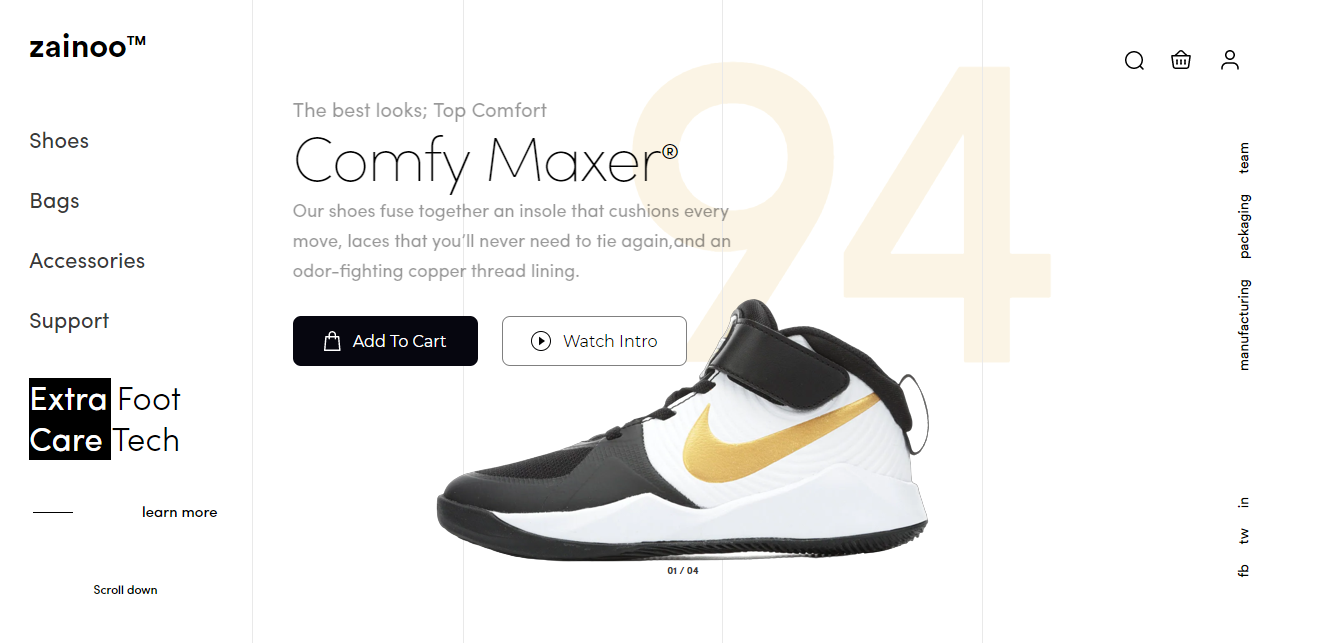 zainoo™
Shoes
Bags
Accessories
Support
Extra Foot
Care Tech
learn more
Scroll down
94
The best looks; Top Comfort
Comfy Maxer®
Our shoes fuse together an insole that cushions every
move, laces that you’ll never need to tie again,and an
odor-fighting copper thread lining.
Add To Cart
Watch Intro
01 / 04
team
packaging
manufacturing
in
tw
fb